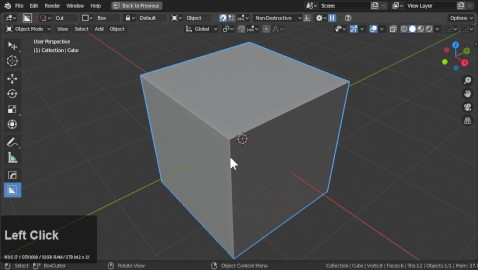 File Render Window Help Back to Previous Scene View Layer
Cut Box Default Object Non-Destructive Options
Object Mode View Select Add Object Global
User Perspective
(1) Collection | Cube
Left Click
Select BoxCutter Rotate View Object Context Menu Collection | Cube | Verts:8 | Faces:6 | Tris:12 | Objects:1/1 | Mem: 37.